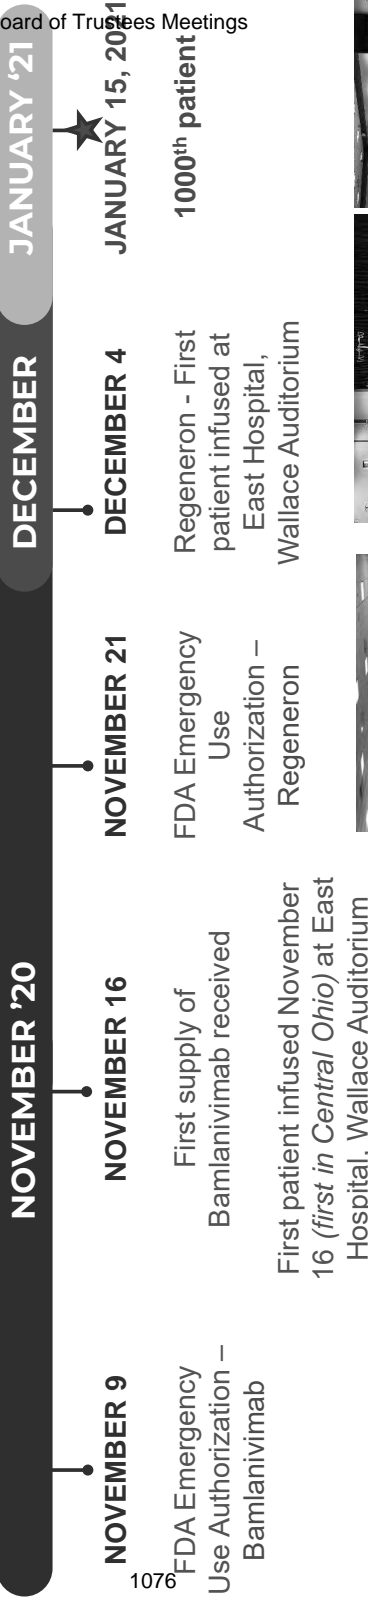 oard of Trustees Meetings
NOVEMBER '20
DECEMBER
JANUARY '21
NOVEMBER 9
FDA Emergency
Use Authorization –
Bamlanivimab
NOVEMBER 16
First supply of
Bamlanivimab received
First patient infused November
16 (first in Central Ohio) at East
Hospital, Wallace Auditorium
NOVEMBER 21
FDA Emergency
Use
Authorization –
Regeneron
DECEMBER 4
Regeneron - First
patient infused at
East Hospital,
Wallace Auditorium
JANUARY 15, 2021
1000th patient
1076